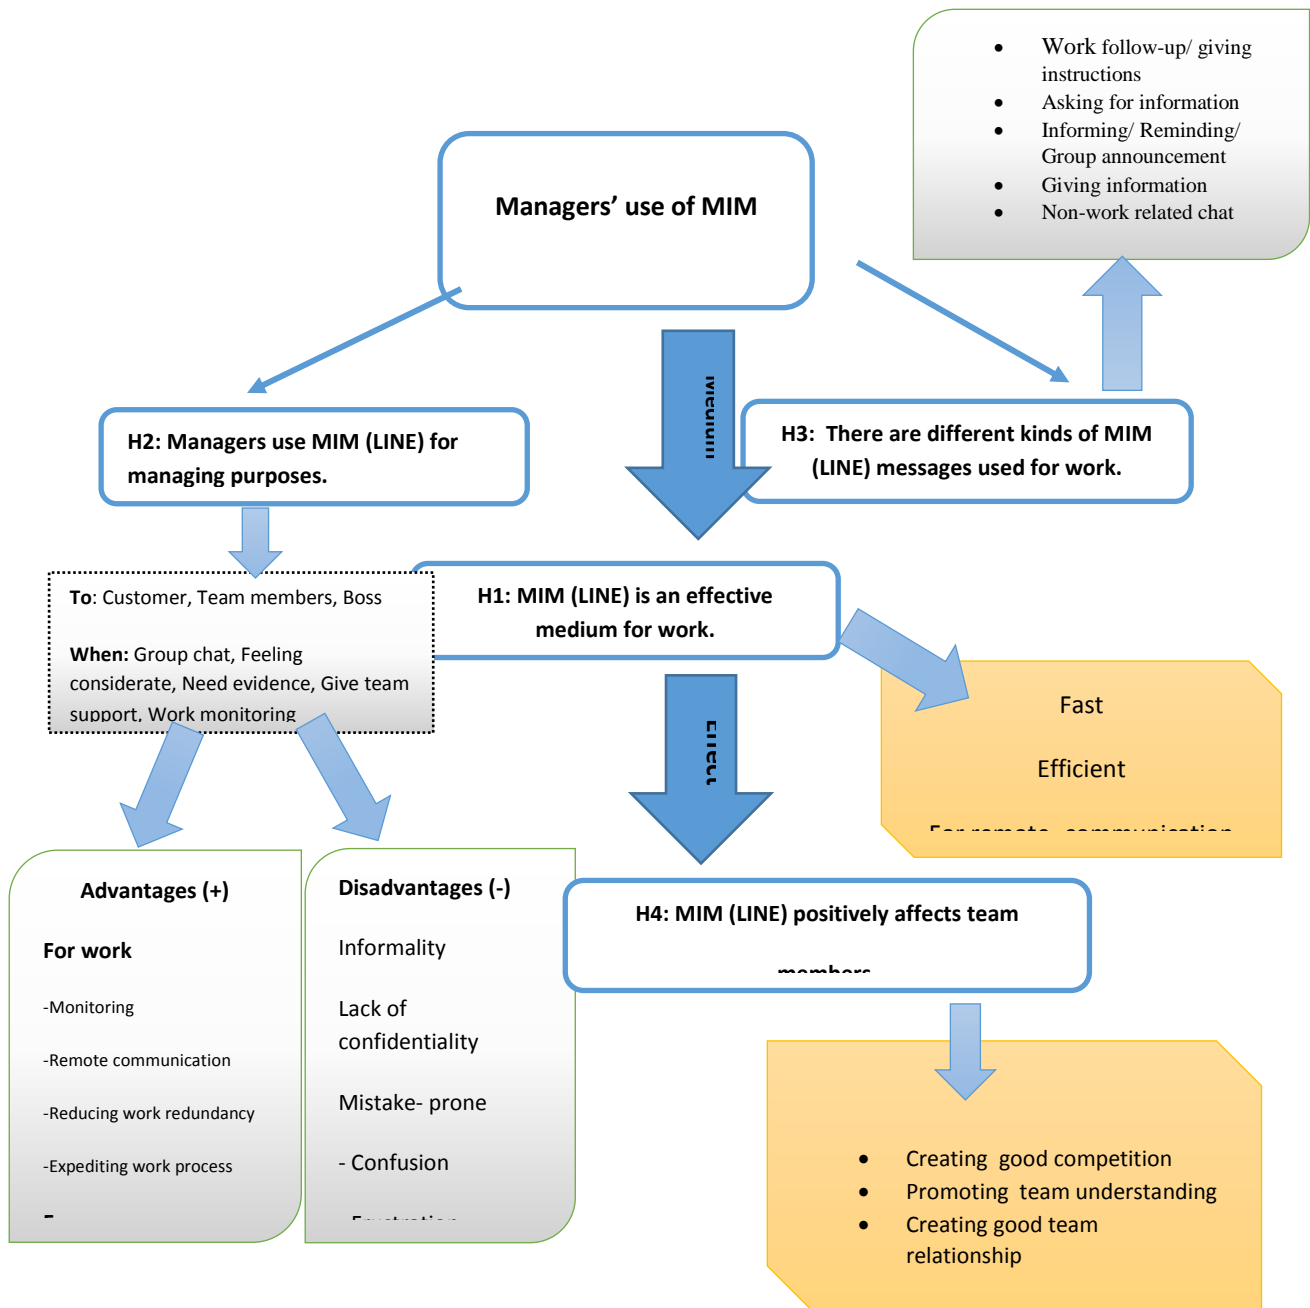 Work follow-up/ giving
instructions
Asking for information
Informing/ Reminding/
Group announcement
Giving information
Non-work related chat
Managers’ use of MIM
H2: Managers use MIM (LINE) for
managing purposes.
H3:  There are different kinds of MIM
(LINE) messages used for work.
To: Customer, Team members, Boss
When: Group chat, Feeling
considerate, Need evidence, Give team
support, Work monitoring
H1: MIM (LINE) is an effective
medium for work.
Fast
Efficient
For remote  communication
Advantages (+)
For work
-Monitoring
-Remote communication
-Reducing work redundancy
-Expediting work process
Disadvantages (-)
Informality
Lack of
confidentiality
Mistake- prone
- Confusion
- Frustration
H4: MIM (LINE) positively affects team
members
Creating  good competition
Promoting  team understanding
Creating good team
relationship